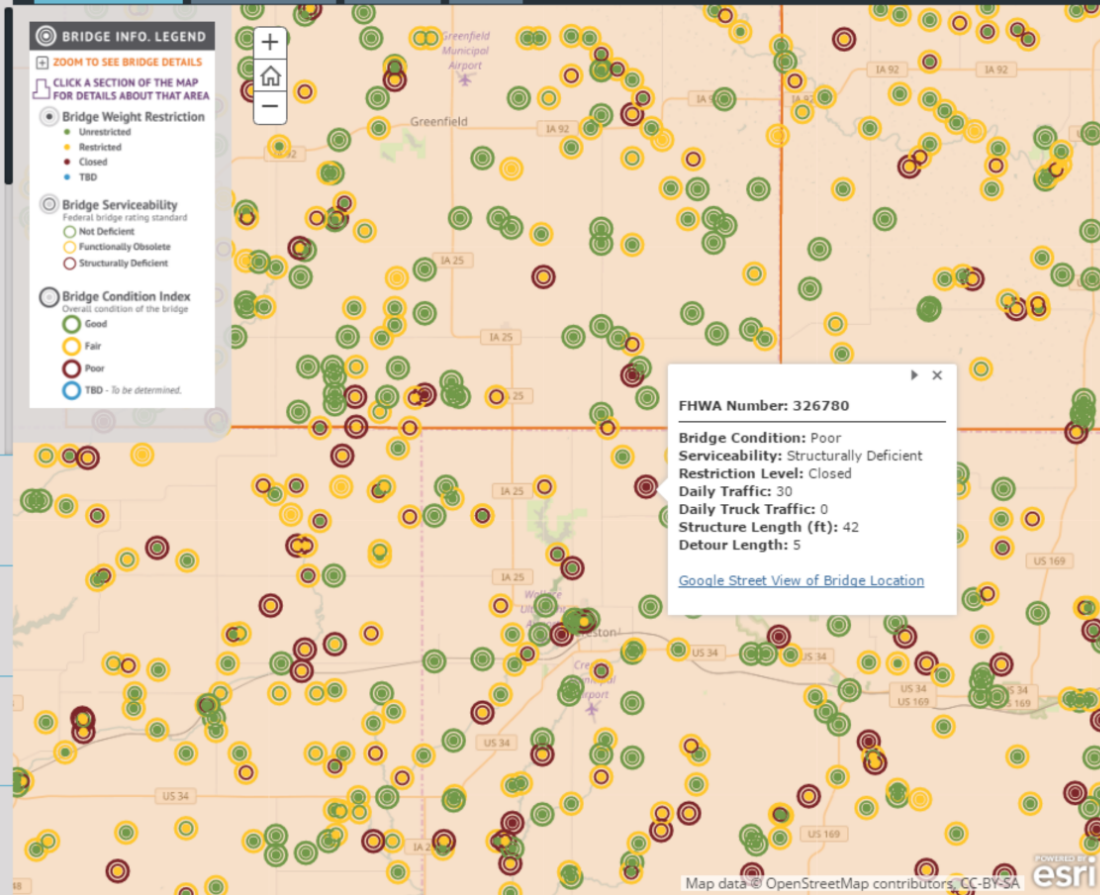 BRIDGE INFO. LEGEND
ZOOM TO SEE BRIDGE DETAILS
CLICK A SECTION OF THE MAP
FOR DETAILS ABOUT THAT AREA
Bridge Weight Restriction
Unrestricted
Restricted
Closed
TBD
Bridge Serviceability
Federal bridge rating standard
Not Deficient
Functionally Obsolete
Structurally Deficient
Bridge Condition Index
Overall condition of the bridge
Good
Fair
Poor
TBD - To be determined.
+
−
Greenfield
Municipal
Airport
IA 92
IA 92
Greenfield
IA 92
IA 25
IA 25
25
FHWA Number: 326780
Bridge Condition: Poor
Serviceability: Structurally Deficient
Restriction Level: Closed
Daily Traffic: 30
Daily Truck Traffic: 0
Structure Length (ft): 42
Detour Length: 5
Google Street View of Bridge Location
IA 25
IA 25
US 169
US 34
US 34
US 34
US 169
US 34
US 169
US 34
US 34
US 169
Map data © OpenStreetMap contributors, CC-BY-SA
POWERED BY
esri